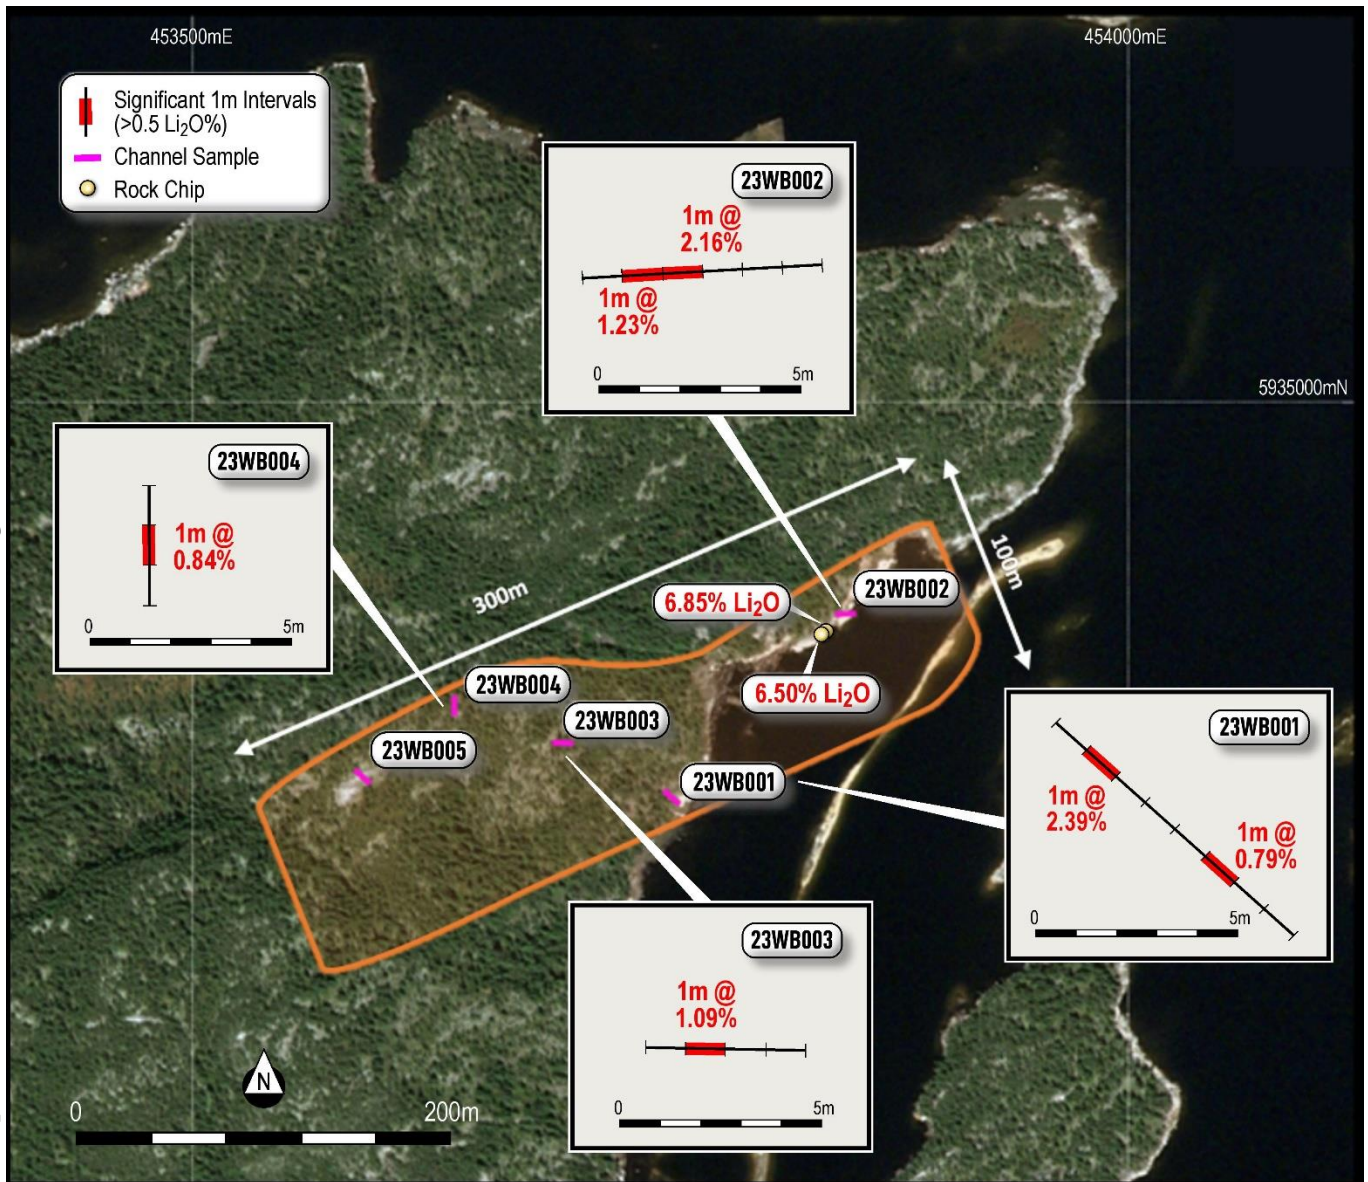 453500mE
454000mE
Significant 1m Intervals
(>0.5 Li₂O%)
Channel Sample
Rock Chip
23WB002
1m @
2.16%
1m @
1.23%
0 5m
5935000mN
23WB004
1m @
0.84%
0 5m
300m
100m
6.85% Li₂O
23WB002
6.50% Li₂O
23WB004
23WB003
23WB005
23WB001
23WB001
1m @
2.39%
1m @
0.79%
0 5m
23WB003
1m @
1.09%
0 5m
N
0 200m